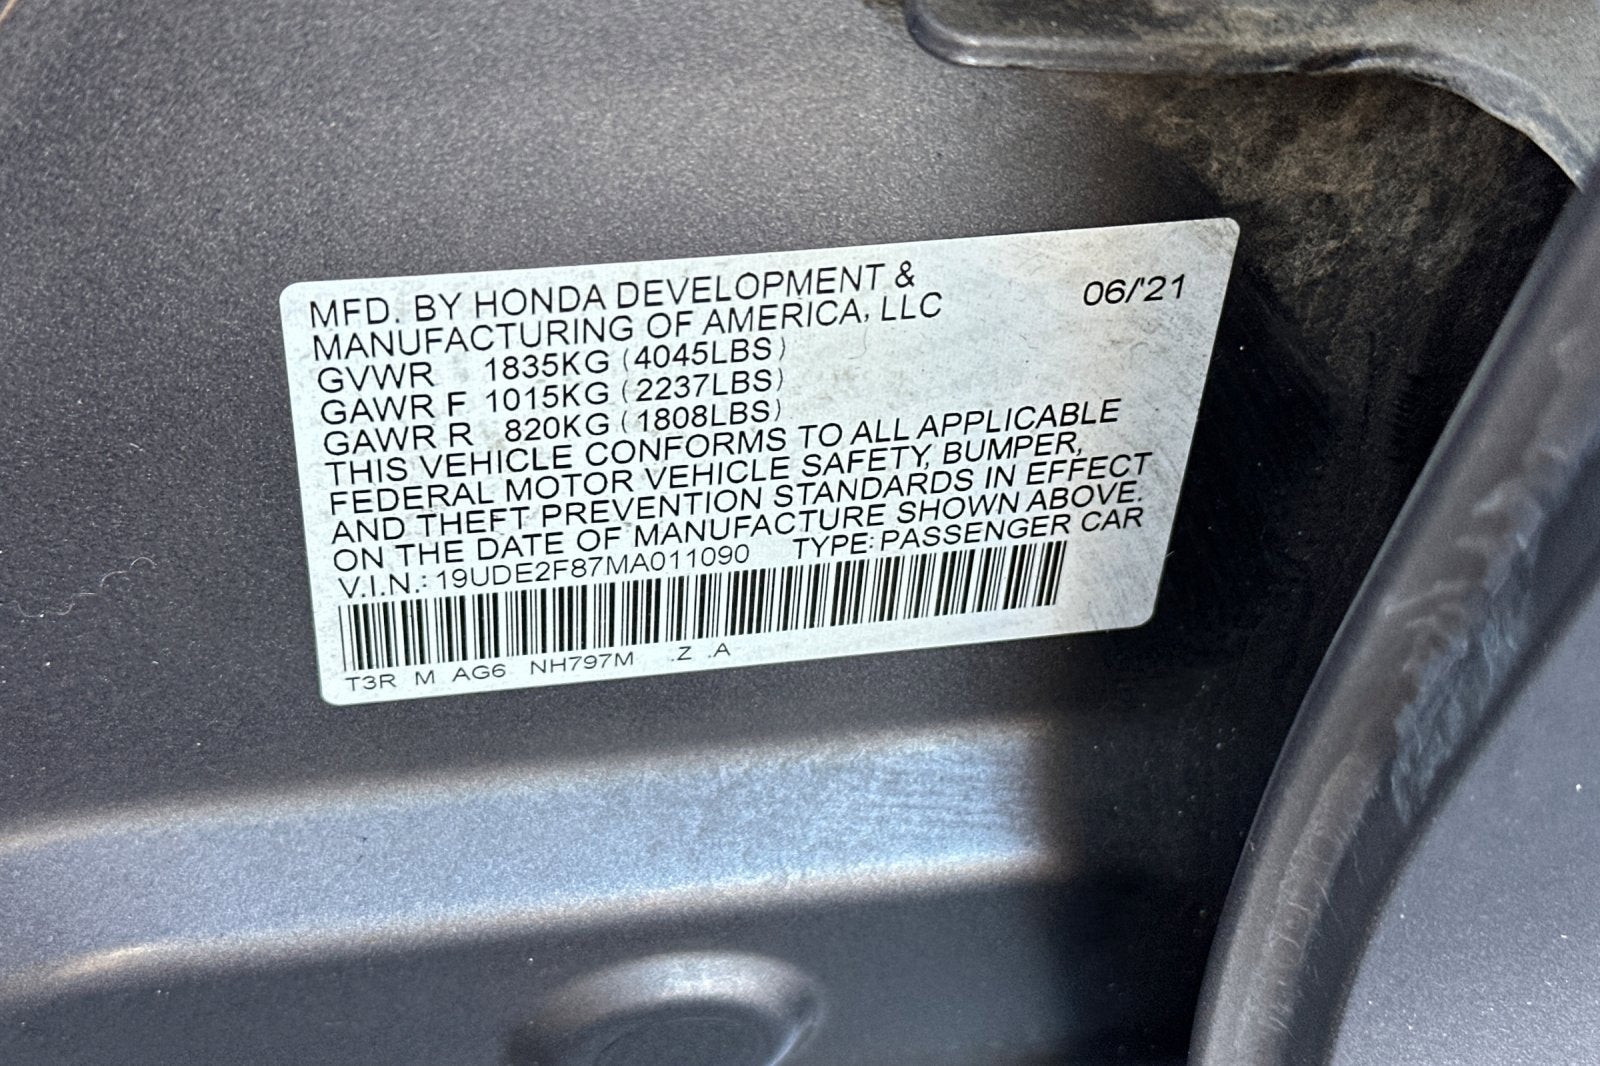 MFD. BY HONDA DEVELOPMENT &
MANUFACTURING OF AMERICA, LLC 06/'21
GVWR 1835KG (4045LBS)
GAWR F 1015KG (2237LBS)
GAWR R 820KG (1808LBS)
THIS VEHICLE CONFORMS TO ALL APPLICABLE
FEDERAL MOTOR VEHICLE SAFETY, BUMPER,
AND THEFT PREVENTION STANDARDS IN EFFECT
ON THE DATE OF MANUFACTURE SHOWN ABOVE.
V.I.N.: 19UDE2F87MA011090 TYPE: PASSENGER CAR
T3R M AG6 NH797M .Z .A